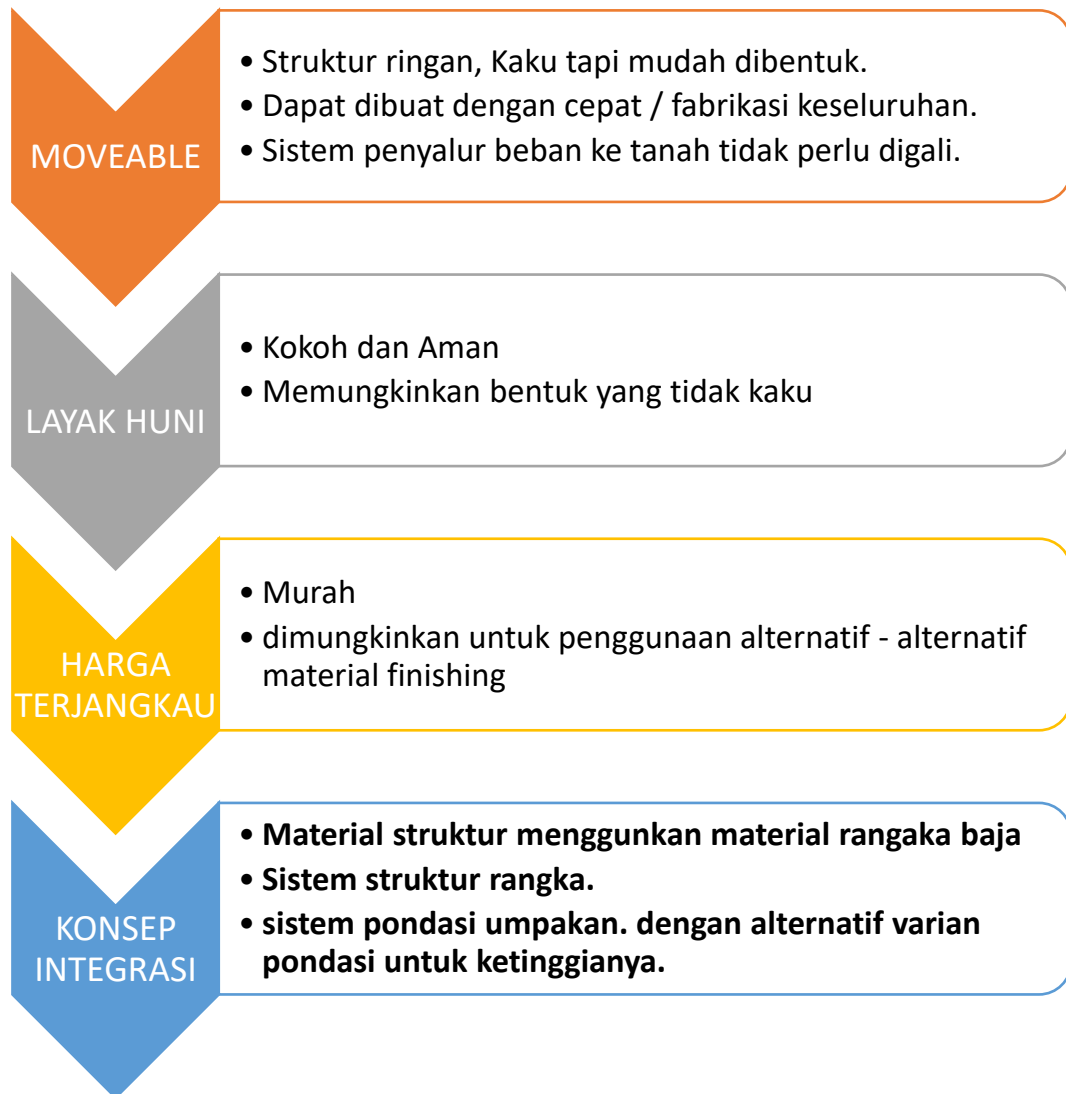 MOVEABLE
• Struktur ringan, Kaku tapi mudah dibentuk.
• Dapat dibuat dengan cepat / fabrikasi keseluruhan.
• Sistem penyalur beban ke tanah tidak perlu digali.
LAYAK HUNI
• Kokoh dan Aman
• Memungkinkan bentuk yang tidak kaku
HARGA
TERJANGKAU
• Murah
• dimungkinkan untuk penggunaan alternatif - alternatif
material finishing
KONSEP
INTEGRASI
• Material struktur menggunkan material rangaka baja
• Sistem struktur rangka.
• sistem pondasi umpakan. dengan alternatif varian
pondasi untuk ketinggianya.